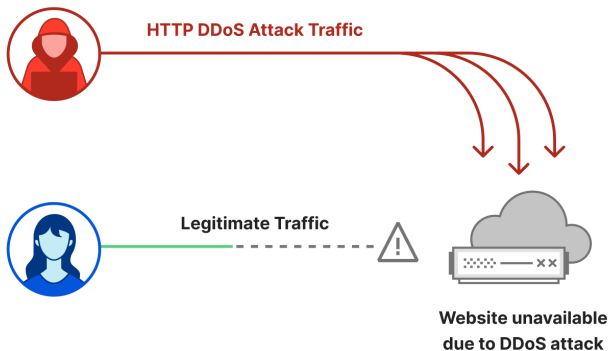 HTTP DDoS Attack Traffic
Legitimate Traffic
Website unavailable
due to DDoS attack